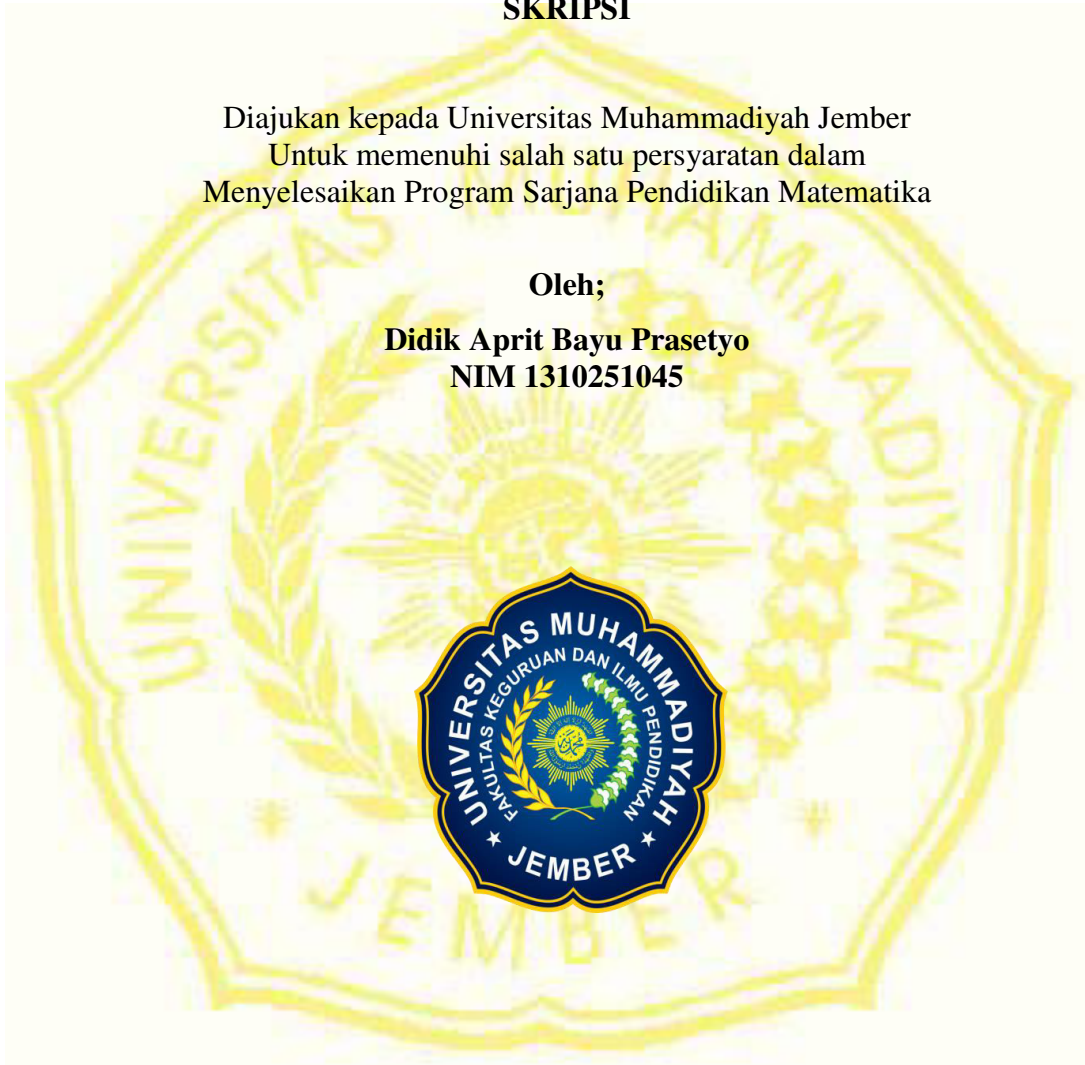 SKRIPSI
Diajukan kepada Universitas Muhammadiyah Jember
Untuk memenuhi salah satu persyaratan dalam
Menyelesaikan Program Sarjana Pendidikan Matematika
Oleh;
Didik Aprit Bayu Prasetyo
NIM 1310251045
UNIVERSITAS MUHAMMADIYAH
JEMBER
UNIVERSITAS MUHAMMADIYAH
FAKULTAS KEGURUAN DAN ILMU PENDIDIKAN
JEMBER